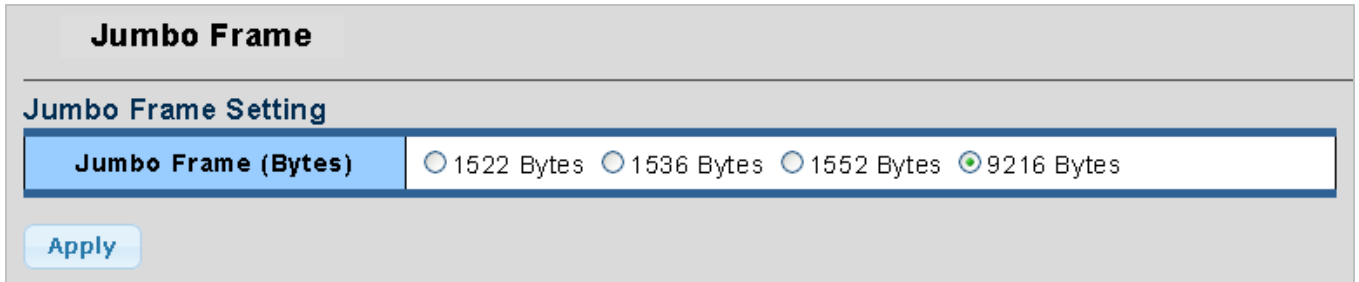 Jumbo Frame
Jumbo Frame Setting
Jumbo Frame (Bytes) 1522 Bytes 1536 Bytes 1552 Bytes 9216 Bytes
Apply